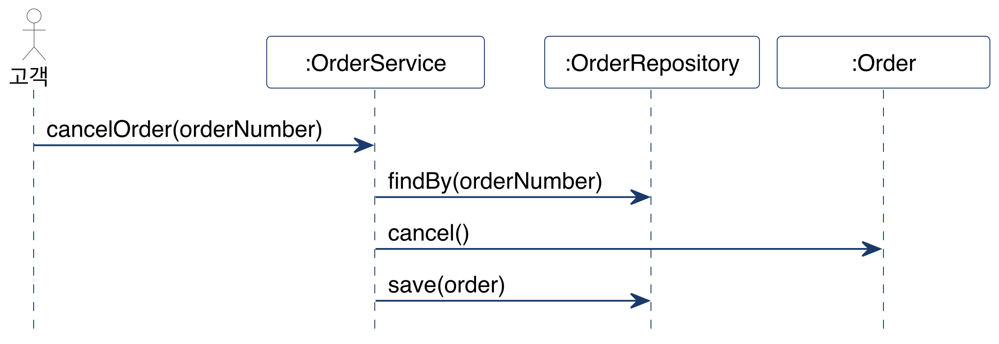 고객
:OrderService
:OrderRepository
:Order
cancelOrder(orderNumber)
findBy(orderNumber)
cancel()
save(order)